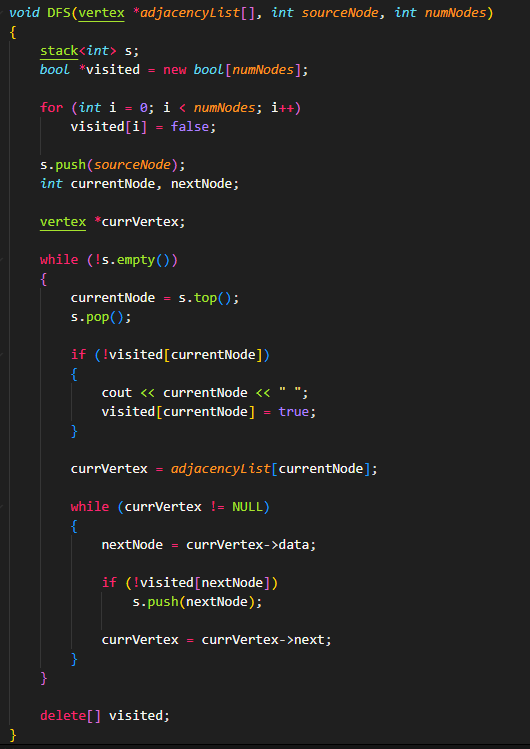 void DFS(vertex *adjacencyList[], int sourceNode, int numNodes)
{
    stack<int> s;
    bool *visited = new bool[numNodes];

    for (int i = 0; i < numNodes; i++)
        visited[i] = false;

    s.push(sourceNode);
    int currentNode, nextNode;

    vertex *currVertex;

    while (!s.empty())
    {
        currentNode = s.top();
        s.pop();

        if (!visited[currentNode])
        {
            cout << currentNode << " ";
            visited[currentNode] = true;
        }

        currVertex = adjacencyList[currentNode];

        while (currVertex != NULL)
        {
            nextNode = currVertex->data;

            if (!visited[nextNode])
                s.push(nextNode);

            currVertex = currVertex->next;
        }
    }

    delete[] visited;
}